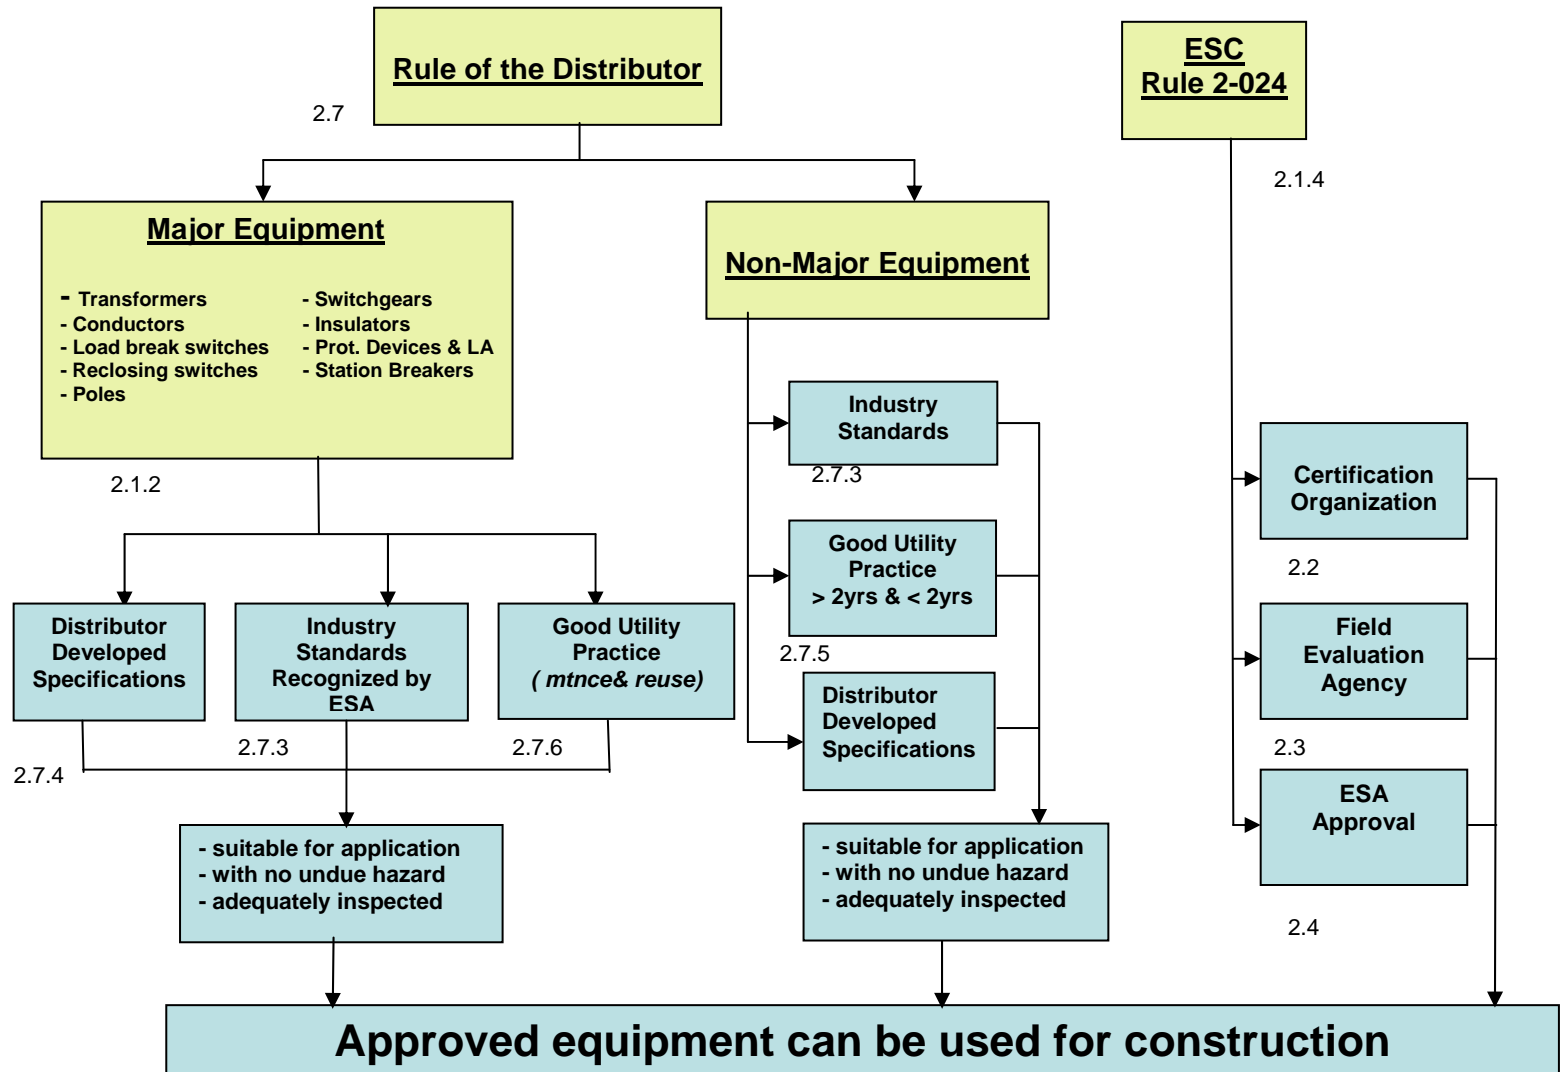 Rule of the Distributor
ESC
Rule 2-024
2.7
2.1.4
Major Equipment
- Transformers
- Conductors
- Load break switches
- Reclosing switches
- Poles
- Switchgears
- Insulators
- Prot. Devices & LA
- Station Breakers
Non-Major Equipment
2.1.2
Industry
Standards
2.7.3
Good Utility
Practice
> 2yrs & < 2yrs
2.7.5
Distributor
Developed
Specifications
Certification
Organization
2.2
Field
Evaluation
Agency
2.3
ESA
Approval
2.4
Distributor
Developed
Specifications
2.7.4
Industry
Standards
Recognized by
ESA
2.7.3
Good Utility
Practice
( mtnce& reuse)
2.7.6
- suitable for application
- with no undue hazard
- adequately inspected
- suitable for application
- with no undue hazard
- adequately inspected
Approved equipment can be used for construction